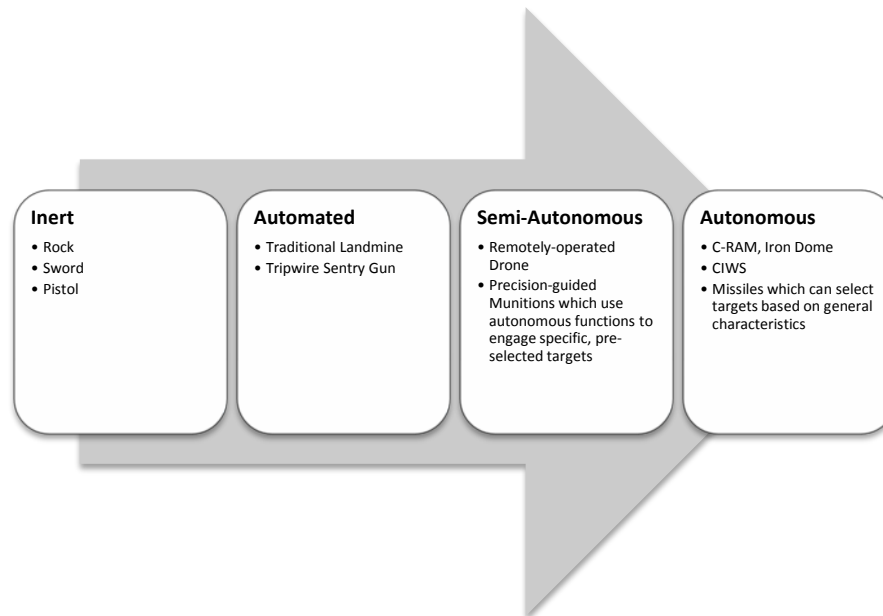 Inert
• Rock
• Sword
• Pistol
Automated
• Traditional Landmine
• Tripwire Sentry Gun
Semi-Autonomous
• Remotely-operated
Drone
• Precision-guided
Munitions which use
autonomous functions to
engage specific, pre-
selected targets
Autonomous
• C-RAM, Iron Dome
• CIWS
• Missiles which can select
targets based on general
characteristics